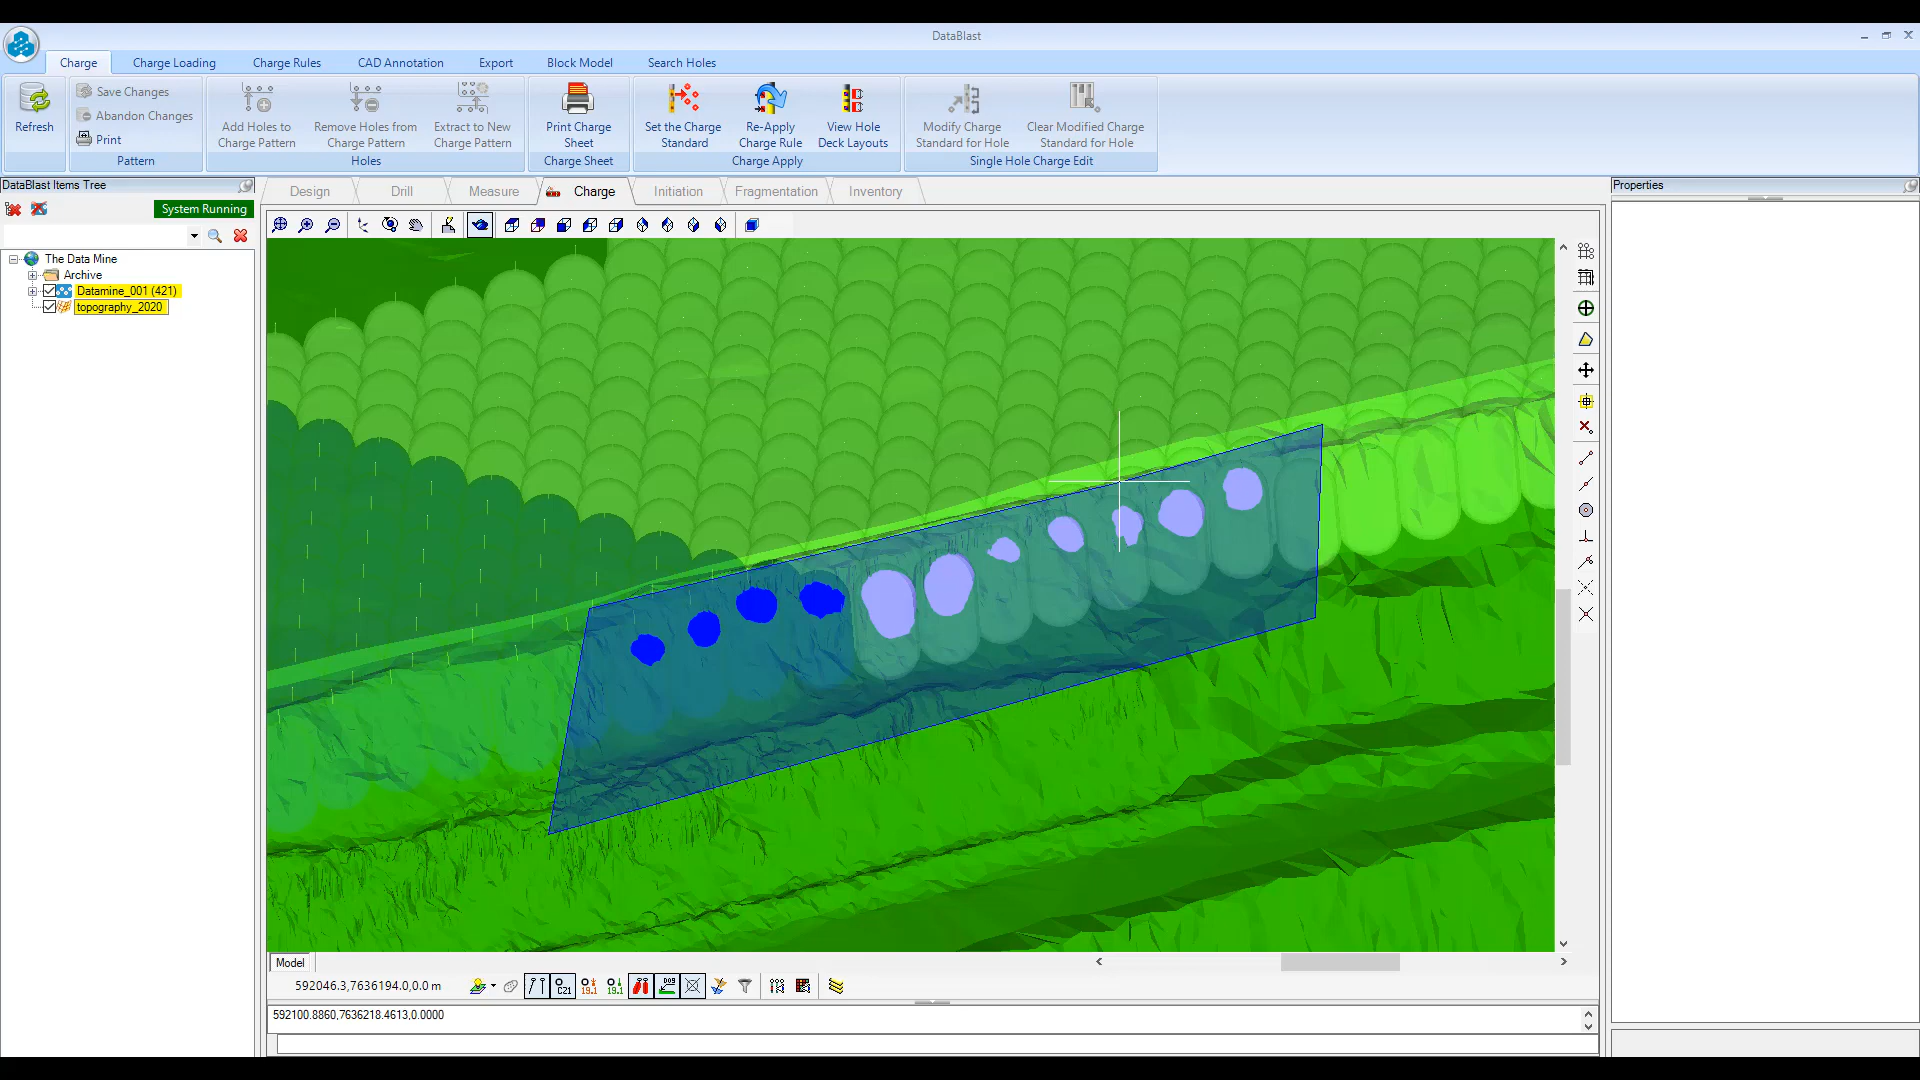 DataBlast
Charge
Charge Loading
Charge Rules
CAD Annotation
Export
Block Model
Search Holes
Refresh
Save Changes
Abandon Changes
Print
Pattern
Add Holes to
Charge Pattern
Remove Holes from
Charge Pattern
Extract to New
Charge Pattern
Holes
Print Charge
Sheet
Charge Sheet
Set the Charge
Standard
Re-Apply
Charge Rule
View Hole
Deck Layouts
Charge Apply
Modify Charge
Standard for Hole
Clear Modified Charge
Standard for Hole
Single Hole Charge Edit
DataBlast Items Tree
System Running
The Data Mine
Archive
Datamine_001 (421)
topography_2020
Design
Drill
Measure
Charge
Initiation
Fragmentation
Inventory
Properties
Model
592046.3,7636194.0,0.0 m
C21
19.1
19.1
592100.8860,7636218.4613,0.0000